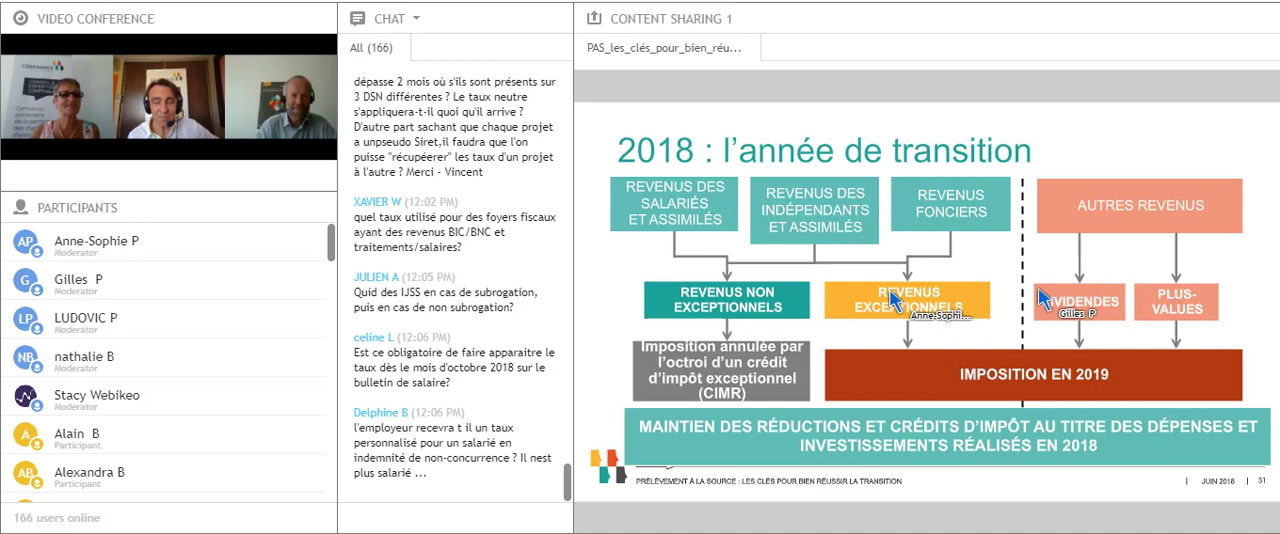 VIDEO CONFERENCE
CERFRANCE
CONSEIL &
EXPERTISE
COMPTABLE
PARTICIPANTS
AP
Anne-Sophie P
Moderator
G
Gilles P
Moderator
LP
LUDOVIC P
Moderator
NB
nathalie B
Moderator
Stacy Webikeo
Moderator
A
Alain B
Participant
AB
Alexandra B
Participant
166 users online
CHAT
All (166)
dépasse 2 mois où s'ils sont présents sur
3 DSN différentes ? Le taux neutre
s'appliquera-t-il quoi qu'il arrive ?
D'autre part sachant que chaque projet
a unpseudo Siret,il faudra que l'on
puisse "récupéerer" les taux d'un projet
à l'autre ? Merci - Vincent
XAVIER W (12:02 PM)
quel taux utilisé pour des foyers fiscaux
ayant des revenus BIC/BNC et
traitements/salaires?
JULIEN A (12:05 PM)
Quid des IJSS en cas de subrogation,
puis en cas de non subrogation?
celine L (12:06 PM)
Est ce obligatoire de faire apparaitre le
taux dès le mois d'octobre 2018 sur le
bulletin de salaire?
Delphine B (12:06 PM)
l'employeur recevra t il un taux
personnalisé pour un salarié en
indemnité de non-concurrence ? Il nest
plus salarié ...
CONTENT SHARING 1
PAS_les_clés_pour_bien_réu...
2018 : l’année de transition
REVENUS DES
SALARIÉS
ET ASSIMILÉS
REVENUS DES
INDÉPENDANTS
ET ASSIMILÉS
REVENUS
FONCIERS
AUTRES REVENUS
REVENUS NON
EXCEPTIONNELS
REVENUS
EXCEPTIONNELS
Anne-Sophi...
DIVIDENDES
Gilles P
PLUS-
VALUES
Imposition annulée par
l’octroi d’un crédit
d’impôt exceptionnel
(CIMR)
IMPOSITION EN 2019
MAINTIEN DES RÉDUCTIONS ET CRÉDITS D’IMPÔT AU TITRE DES DÉPENSES ET
INVESTISSEMENTS RÉALISÉS EN 2018
PRÉLÈVEMENT À LA SOURCE : LES CLÉS POUR BIEN RÉUSSIR LA TRANSITION
| JUIN 2018 | 31